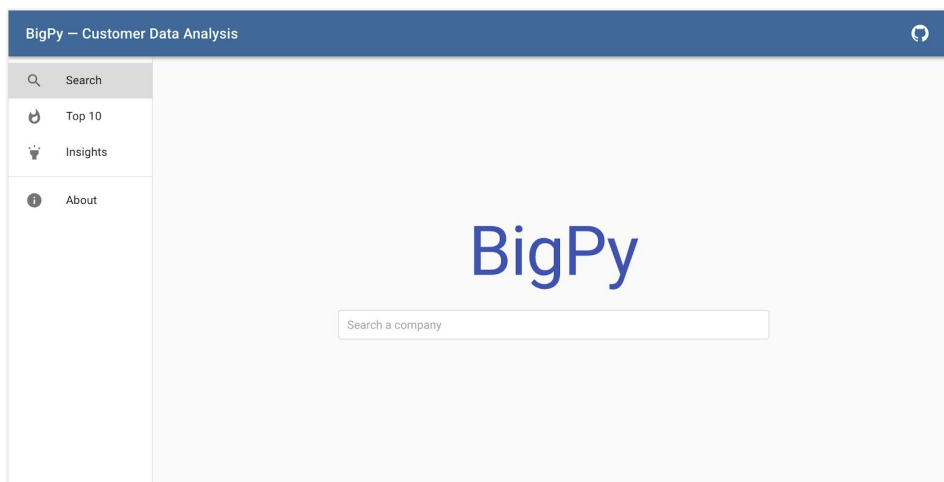 BigPy — Customer Data Analysis
Search
Top 10
Insights
About
BigPy
Search a company